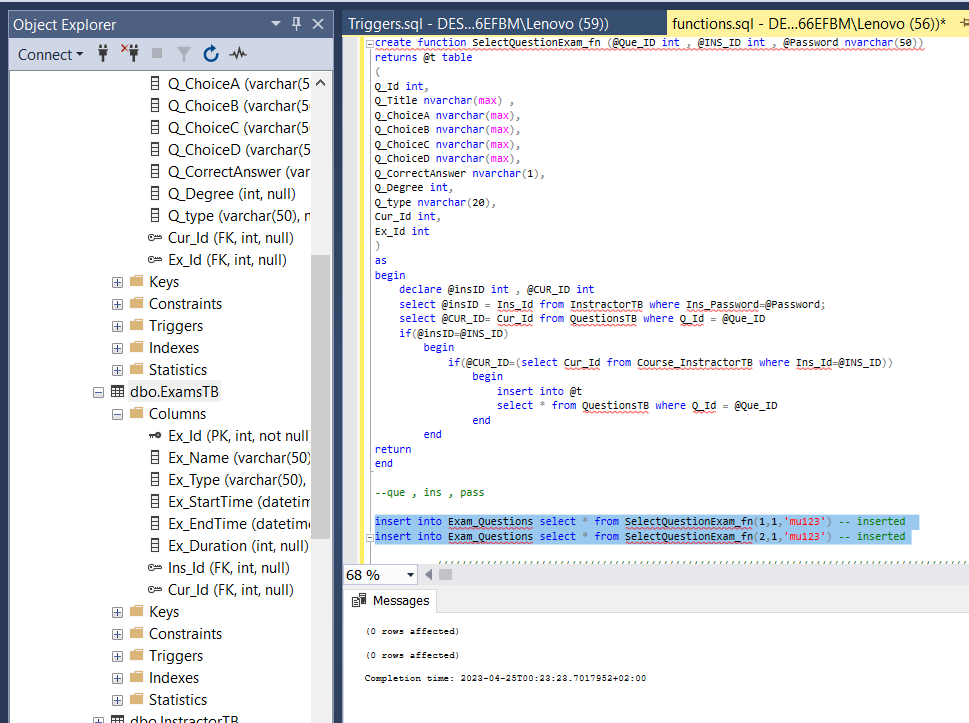 Object Explorer
Connect
Q_ChoiceA (varchar(5
Q_ChoiceB (varchar(5
Q_ChoiceC (varchar(5
Q_ChoiceD (varchar(5
Q_CorrectAnswer (var
Q_Degree (int, null)
Q_type (varchar(50), n
Cur_Id (FK, int, null)
Ex_Id (FK, int, null)
Keys
Constraints
Triggers
Indexes
Statistics
dbo.ExamsTB
Columns
Ex_Id (PK, int, not null
Ex_Name (varchar(50)
Ex_Type (varchar(50),
Ex_StartTime (datetim
Ex_EndTime (datetime
Ex_Duration (int, null)
Ins_Id (FK, int, null)
Cur_Id (FK, int, null)
Keys
Constraints
Triggers
Indexes
Statistics
dbo.InstractorTB
Triggers.sql - DES...6EFBM\Lenovo (59))
functions.sql - DE...66EFBM\Lenovo (56))*
create function SelectQuestionExam_fn (@Que_ID int , @INS_ID int , @Password nvarchar(50))
returns @t table
(
Q_Id int,
Q_Title nvarchar(max) ,
Q_ChoiceA nvarchar(max),
Q_ChoiceB nvarchar(max),
Q_ChoiceC nvarchar(max),
Q_ChoiceD nvarchar(max),
Q_CorrectAnswer nvarchar(1),
Q_Degree int,
Q_type nvarchar(20),
Cur_Id int,
Ex_Id int
)
as
begin
declare @insID int , @CUR_ID int
select @insID = Ins_Id from InstractorTB where Ins_Password=@Password;
select @CUR_ID= Cur_Id from QuestionsTB where Q_Id = @Que_ID
if(@insID=@INS_ID)
begin
if(@CUR_ID=(select Cur_Id from Course_InstractorTB where Ins_Id=@INS_ID))
begin
insert into @t
select * from QuestionsTB where Q_Id = @Que_ID
end
end
return
end
--que , ins , pass
insert into Exam_Questions select * from SelectQuestionExam_fn(1,1,'mu123') -- inserted
insert into Exam_Questions select * from SelectQuestionExam_fn(2,1,'mu123') -- inserted
68 %
Messages
(0 rows affected)
(0 rows affected)
Completion time: 2023-04-25T00:23:23.7017952+02:00